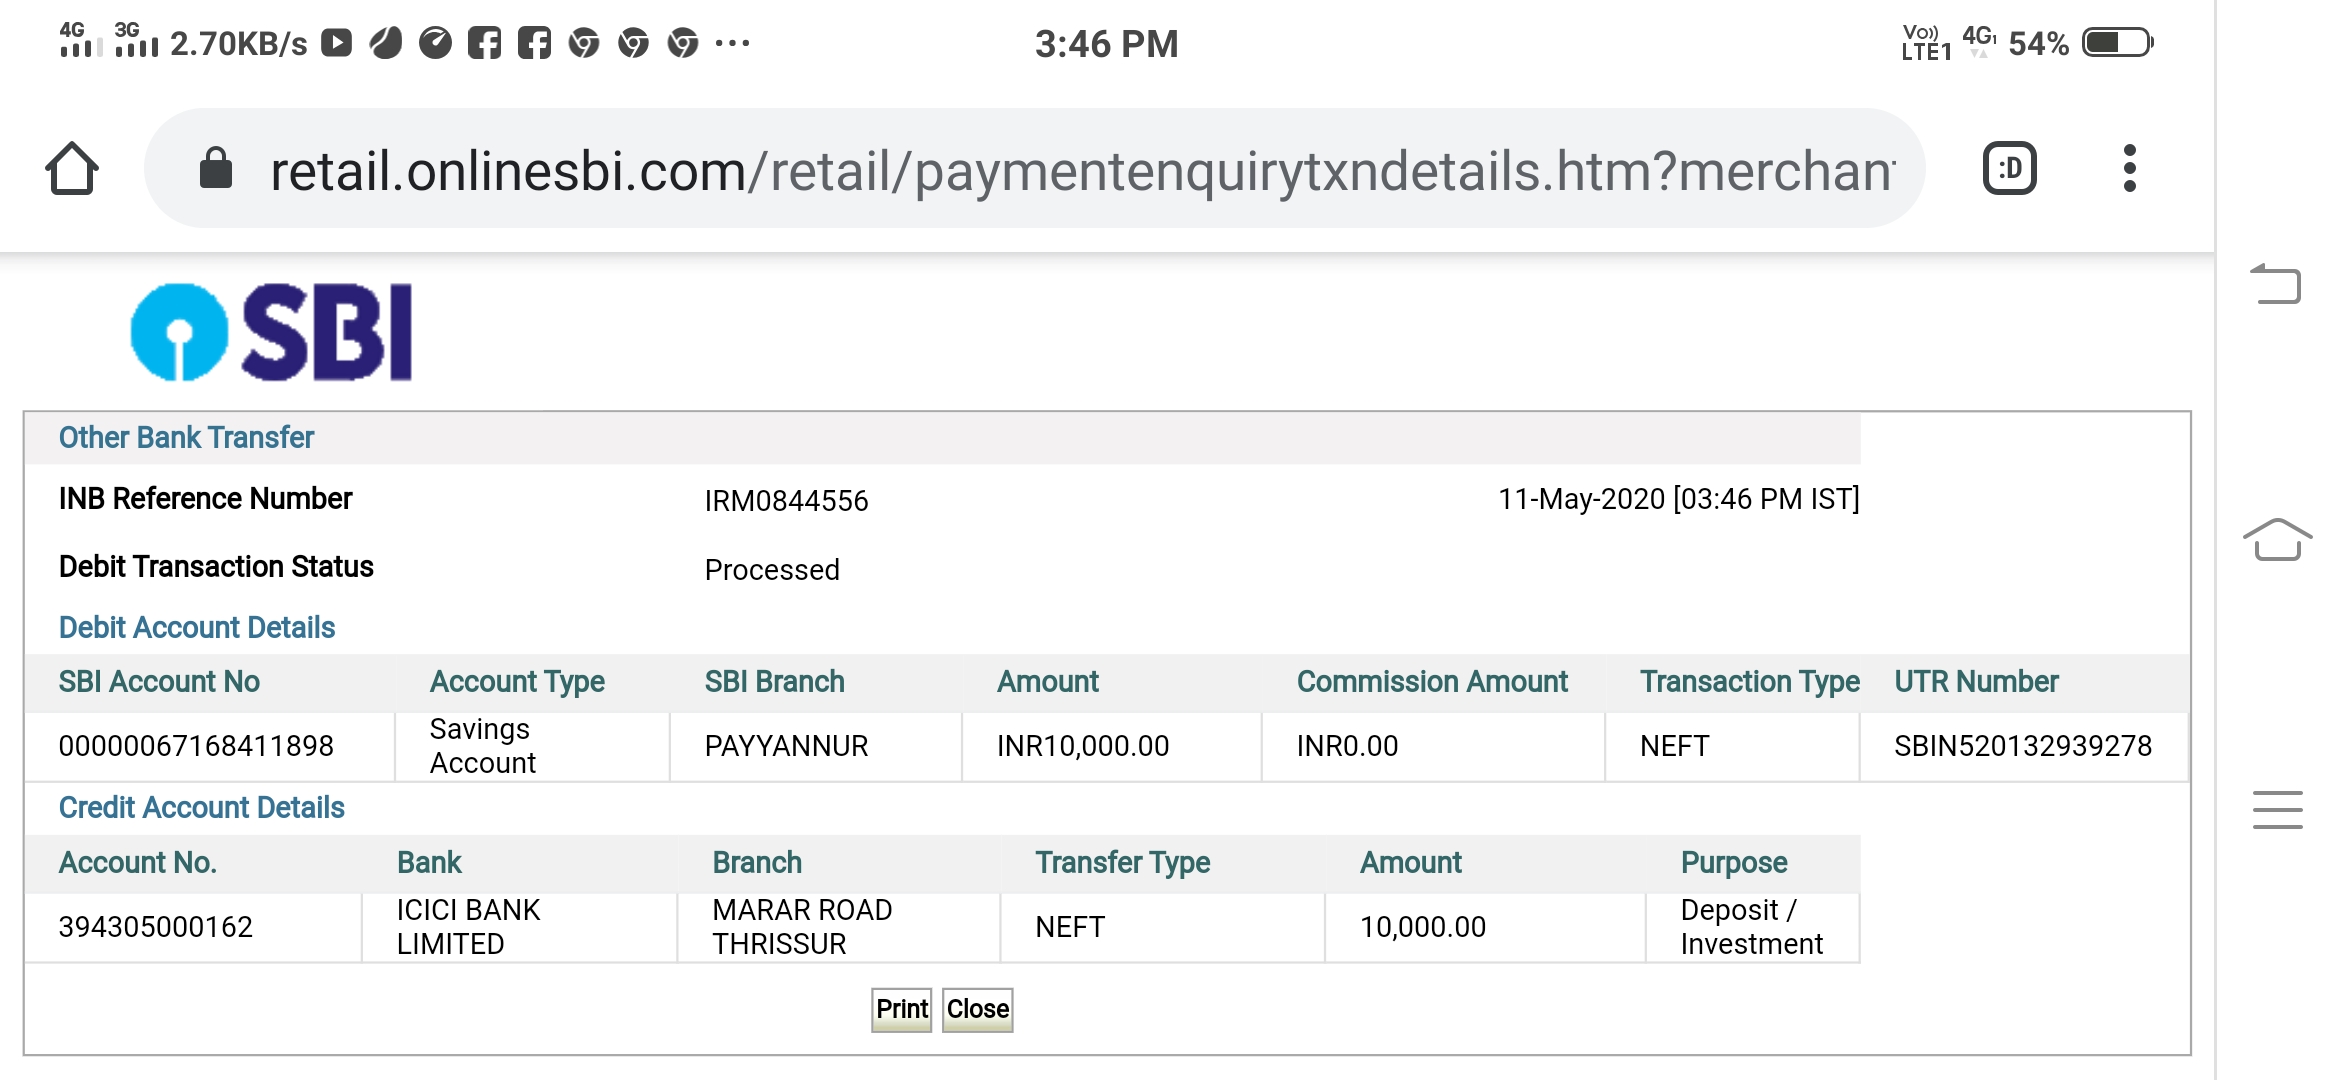 4G 3G 2.70KB/s 3:46 PM Vo)) LTE1 4G1 54%
retail.onlinesbi.com/retail/paymentenquirytxndetails.htm?merchan
:D
SBI
Other Bank Transfer
INB Reference Number IRM0844556 11-May-2020 [03:46 PM IST]
Debit Transaction Status Processed
Debit Account Details
SBI Account No Account Type SBI Branch Amount Commission Amount Transaction Type UTR Number
00000067168411898 Savings Account PAYYANNUR INR10,000.00 INR0.00 NEFT SBIN520132939278
Credit Account Details
Account No. Bank Branch Transfer Type Amount Purpose
394305000162 ICICI BANK LIMITED MARAR ROAD THRISSUR NEFT 10,000.00 Deposit / Investment
Print Close